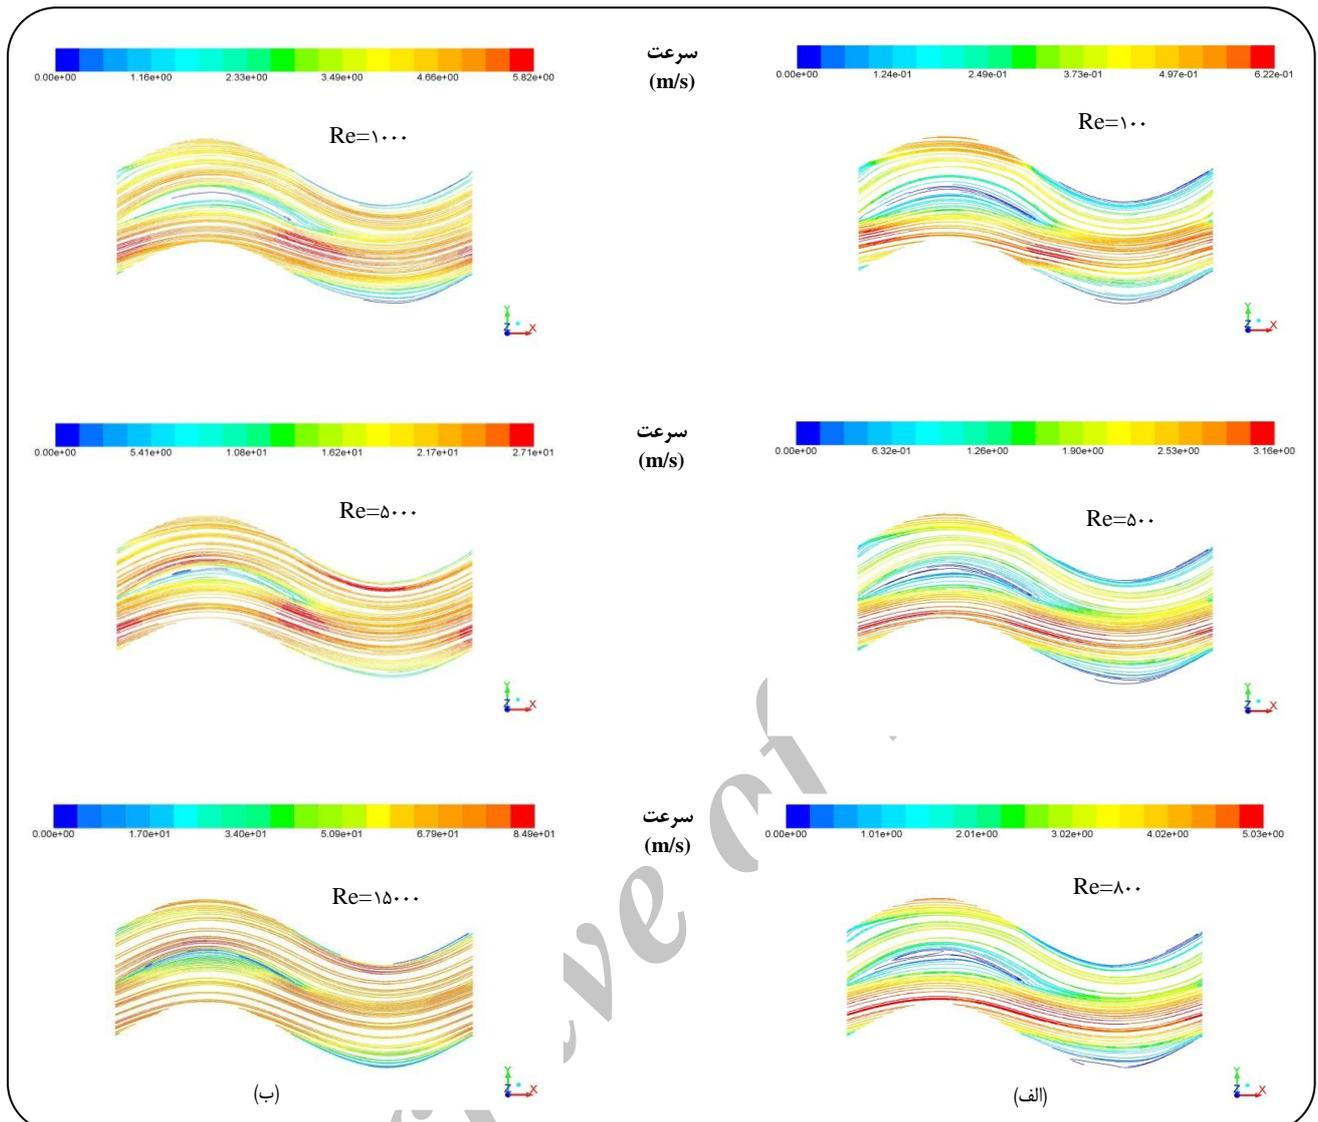 0.00e+00 1.16e+00 2.33e+00 3.49e+00 4.66e+00 5.82e+00
سرعت
(m/s)
0.00e+00 1.24e-01 2.49e-01 3.73e-01 4.97e-01 6.22e-01
Re=۱۰۰۰
Re=۱۰۰
Y
Z X
Y
Z X
0.00e+00 5.41e+00 1.08e+01 1.62e+01 2.17e+01 2.71e+01
سرعت
(m/s)
0.00e+00 6.32e-01 1.26e+00 1.90e+00 2.53e+00 3.16e+00
Re=۵۰۰۰
Re=۵۰۰
Y
Z X
Y
Z X
0.00e+00 1.70e+01 3.40e+01 5.09e+01 6.79e+01 8.49e+01
سرعت
(m/s)
0.00e+00 1.01e+00 2.01e+00 3.02e+00 4.02e+00 5.03e+00
Re=۱۵۰۰۰
Re=۸۰۰
Y
Z X
Y
Z X
(ب)
(الف)
of